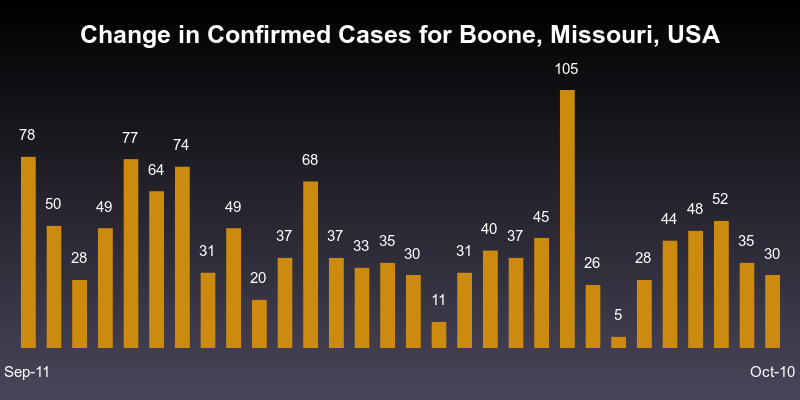 Change in Confirmed Cases for Boone, Missouri, USA
78 50 28 49 77 64 74 31 49 20 37 68 37 33 35 30 11 31 40 37 45 105 26 5 28 44 48 52 35 30
Sep-11 Oct-10